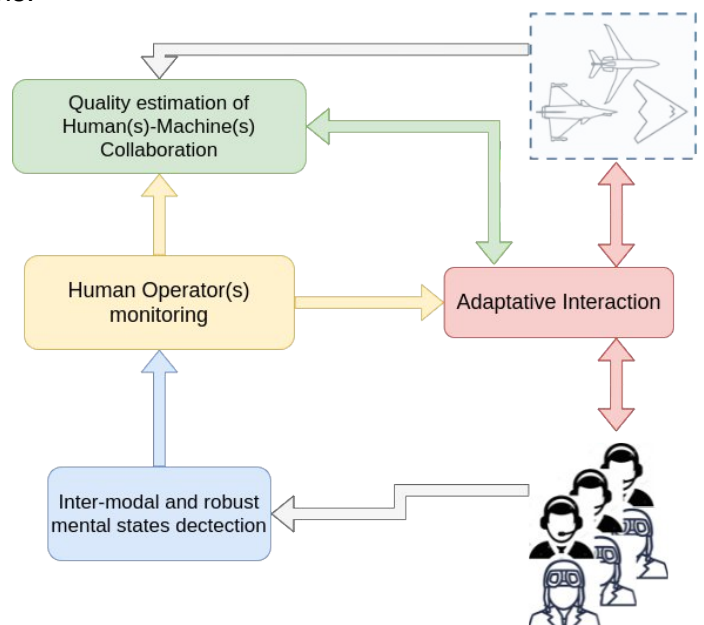 Quality estimation of
Human(s)-Machine(s)
Collaboration
Human Operator(s)
monitoring
Adaptative Interaction
Inter-modal and robust
mental states dectection